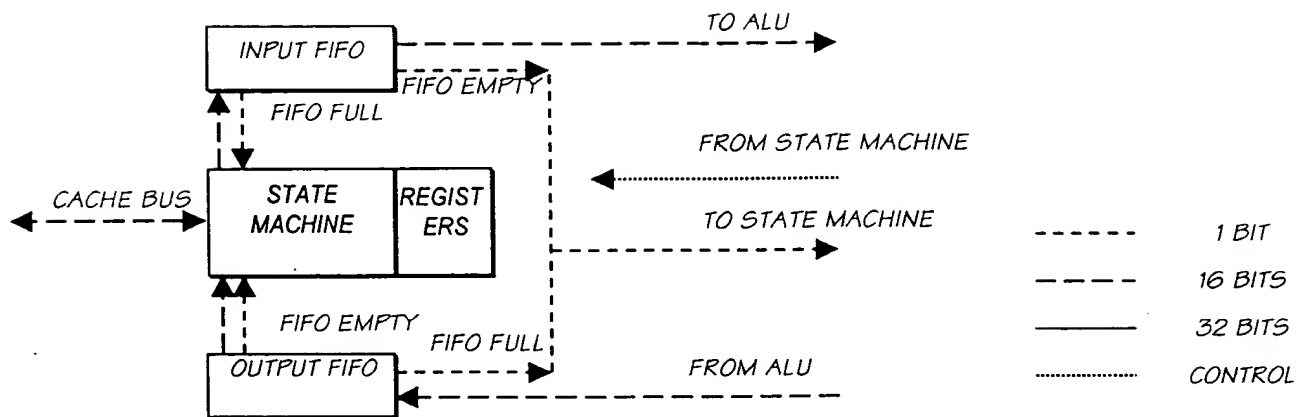 TO ALU
INPUT FIFO
FIFO EMPTY
FIFO FULL
FROM STATE MACHINE
CACHE BUS
STATE
MACHINE
REGIST
ERS
TO STATE MACHINE
1 BIT
16 BITS
FIFO EMPTY
32 BITS
FIFO FULL
OUTPUT FIFO
FROM ALU
CONTROL